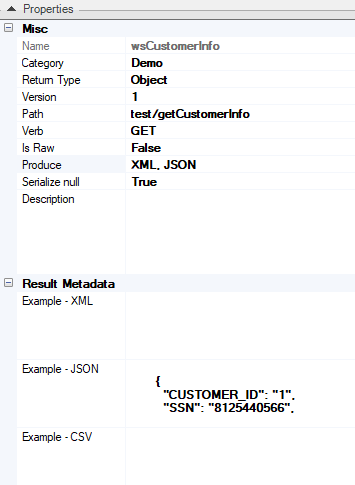 Properties
Misc
Name wsCustomerInfo
Category Demo
Return Type Object
Version 1
Path test/getCustomerInfo
Verb GET
Is Raw False
Produce XML, JSON
Serialize null True
Description
Result Metadata
Example - XML
Example - JSON {
"CUSTOMER_ID": "1",
"SSN": "8125440566",
Example - CSV